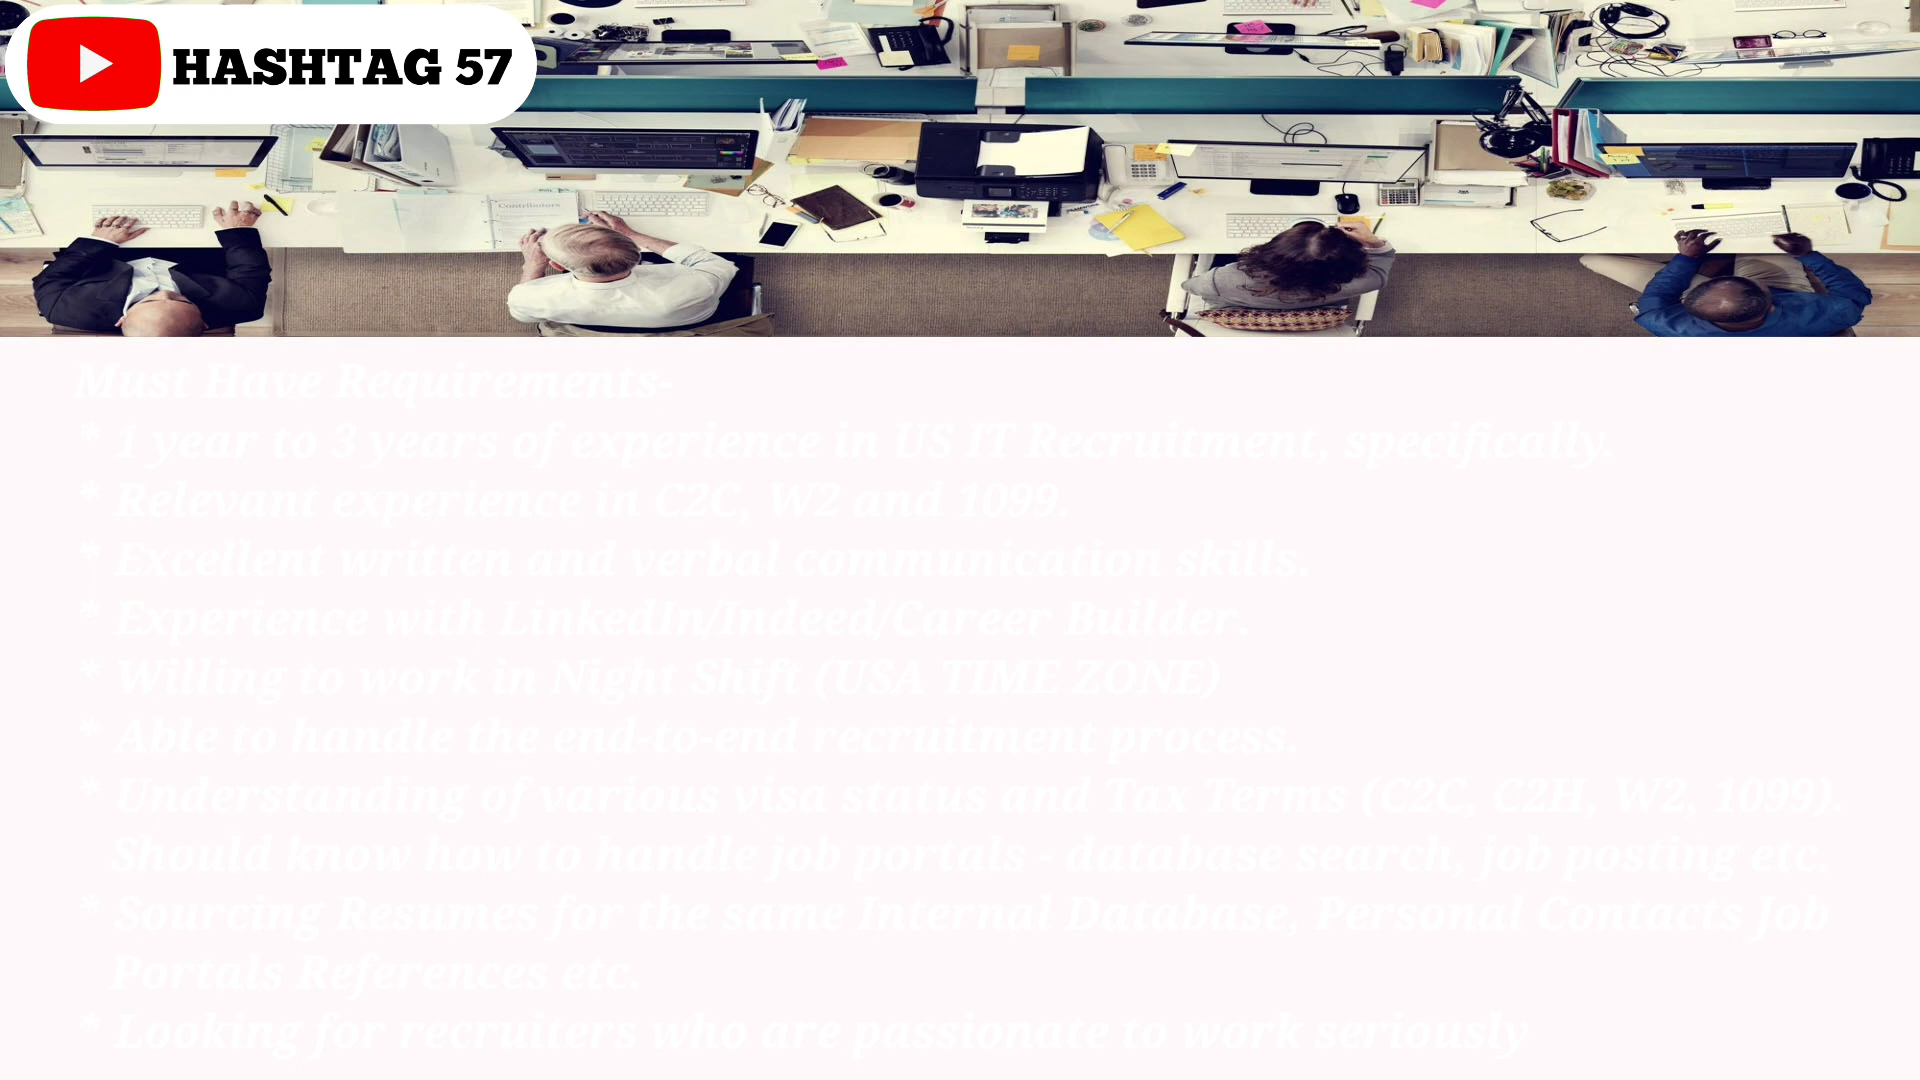 HASHTAG 57
Contributors
Must Have Requirements-
* 1 year to 3 years of experience in US IT Recruitment, specifically.
* Relevant experience in C2C, W2 and 1099.
* Excellent written and verbal communication skills.
* Experience with LinkedIn/Indeed/Career Builder.
* Willing to work in Night Shift (USA TIME ZONE)
* Able to handle the end-to-end recruitment process.
* Understanding of various visa status and Tax Terms (C2C, C2H, W2, 1099).
Should know how to handle job portals - database search, job posting etc.
* Sourcing Resumes for the same Internal Database, Personal Contacts Job
Portals References etc.
* Looking for recruiters who are passionate to work seriously